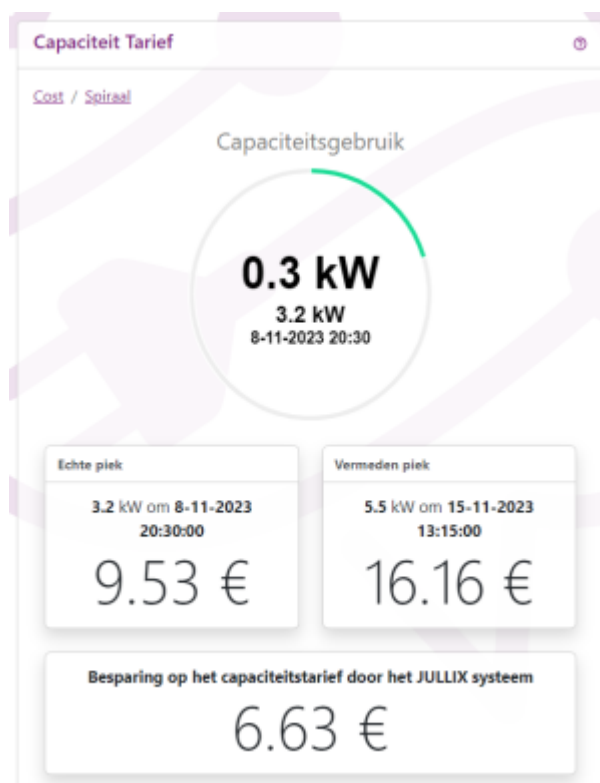 Capaciteit Tarief
Cost / Spiraal
Capaciteitsgebruik
0.3 kW
3.2 kW
8-11-2023 20:30
Echte piek
3.2 kW om 8-11-2023
20:30:00
9.53 €
Vermeden piek
5.5 kW om 15-11-2023
13:15:00
16.16 €
Besparing op het capaciteitstarief door het JULLIX systeem
6.63 €